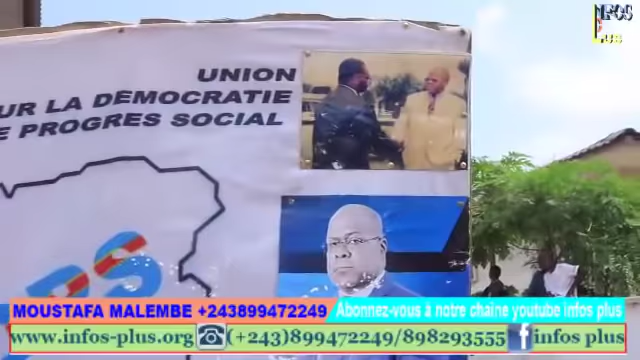 INFOS
PLUS
UNION
UR LA DÉMOCRATIE
E PROGRES SOCIAL
PS
MOUSTAFA MALEMBE +243899472249
Abonnez-vous à notre chaine youtube infos plus
www.infos-plus.org
(+243)899472249/898293555
f infos plus